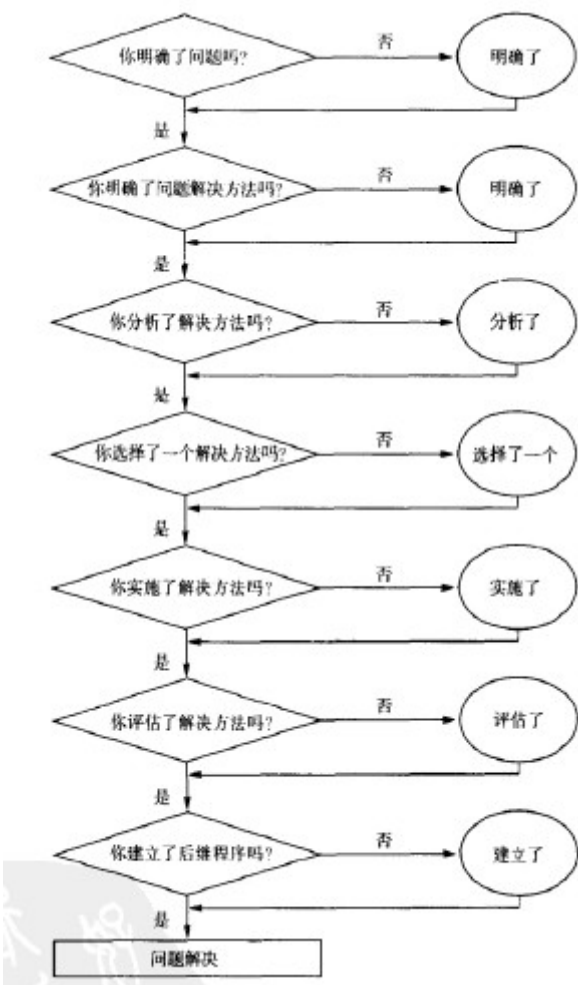 你明确了问题吗?
否
明确了
是
你明确了问题解决方法吗?
否
明确了
是
你分析了解决方法吗?
否
分析了
是
你选择了一个解决方法吗?
否
选择了一个
是
你实施了解决方法吗?
否
实施了
是
你评估了解决方法吗?
否
评估了
是
你建立了后继程序吗?
否
建立了
是
问题解决